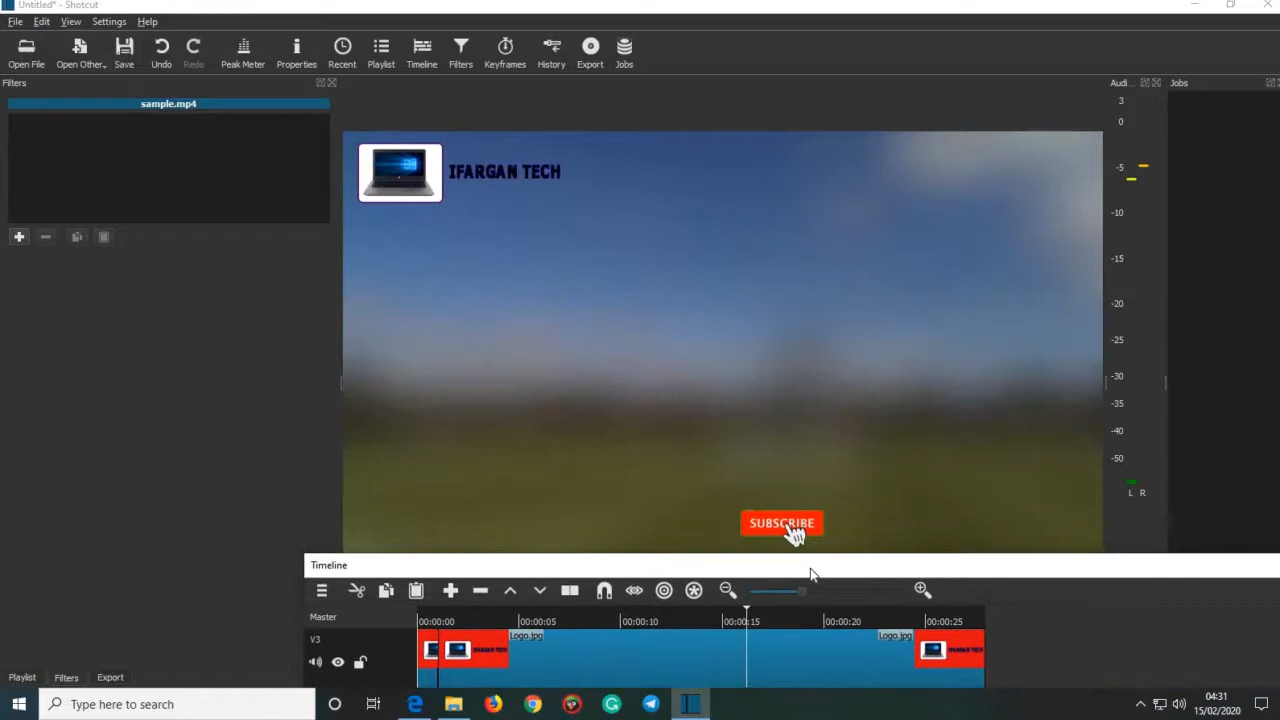 Untitled* - Shotcut
File Edit View Settings Help
Open File Open Other.. Save Undo Redo Peak Meter Properties Recent Playlist Timeline Filters Keyframes History Export Jobs
Filters
Audi...
Jobs
sample.mp4
3
0
-5
-10
-15
-20
-25
-30
-35
-40
-50
L R
IFARGAN TECH
SUBSCRIBE
Timeline
Master
00:00:00 00:00:05 00:00:10 00:00:15 00:00:20 00:00:25
V3
IFARGAN TECH
Logo.jpg
Logo.jpg
IFARGAN TECH
Playlist Filters Export
Type here to search
04:31
15/02/2020